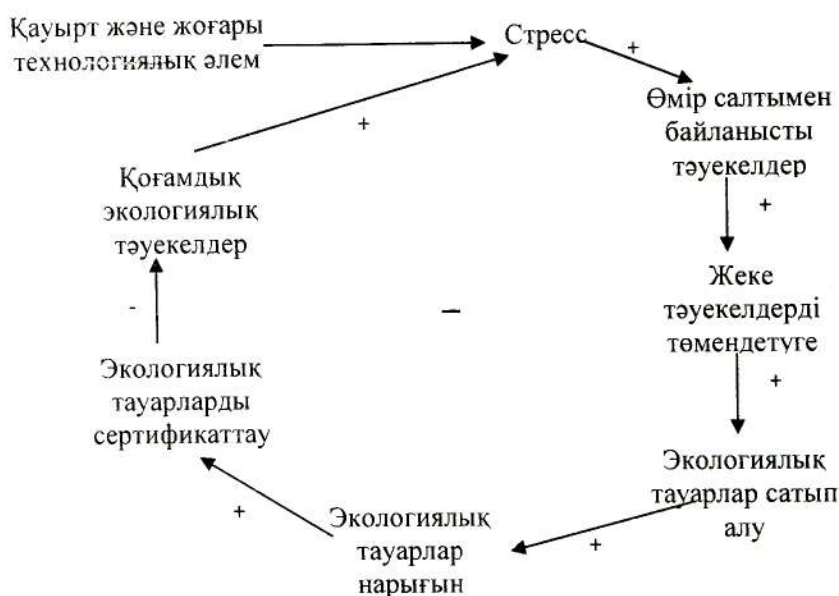 Қауырт және жоғары
технологиялық әлем
Стресс
+
Өмір салтымен
байланысты
тәуекелдер
+
Жеке
тәуекелдерді
төмендетуге
+
Экологиялық
тауарлар сатып
алу
+
Экологиялық
тауарлар
нарығын
+
Экологиялық
тауарларды
сертификаттау
-
Қоғамдық
экологиялық
тәуекелдер
+
—